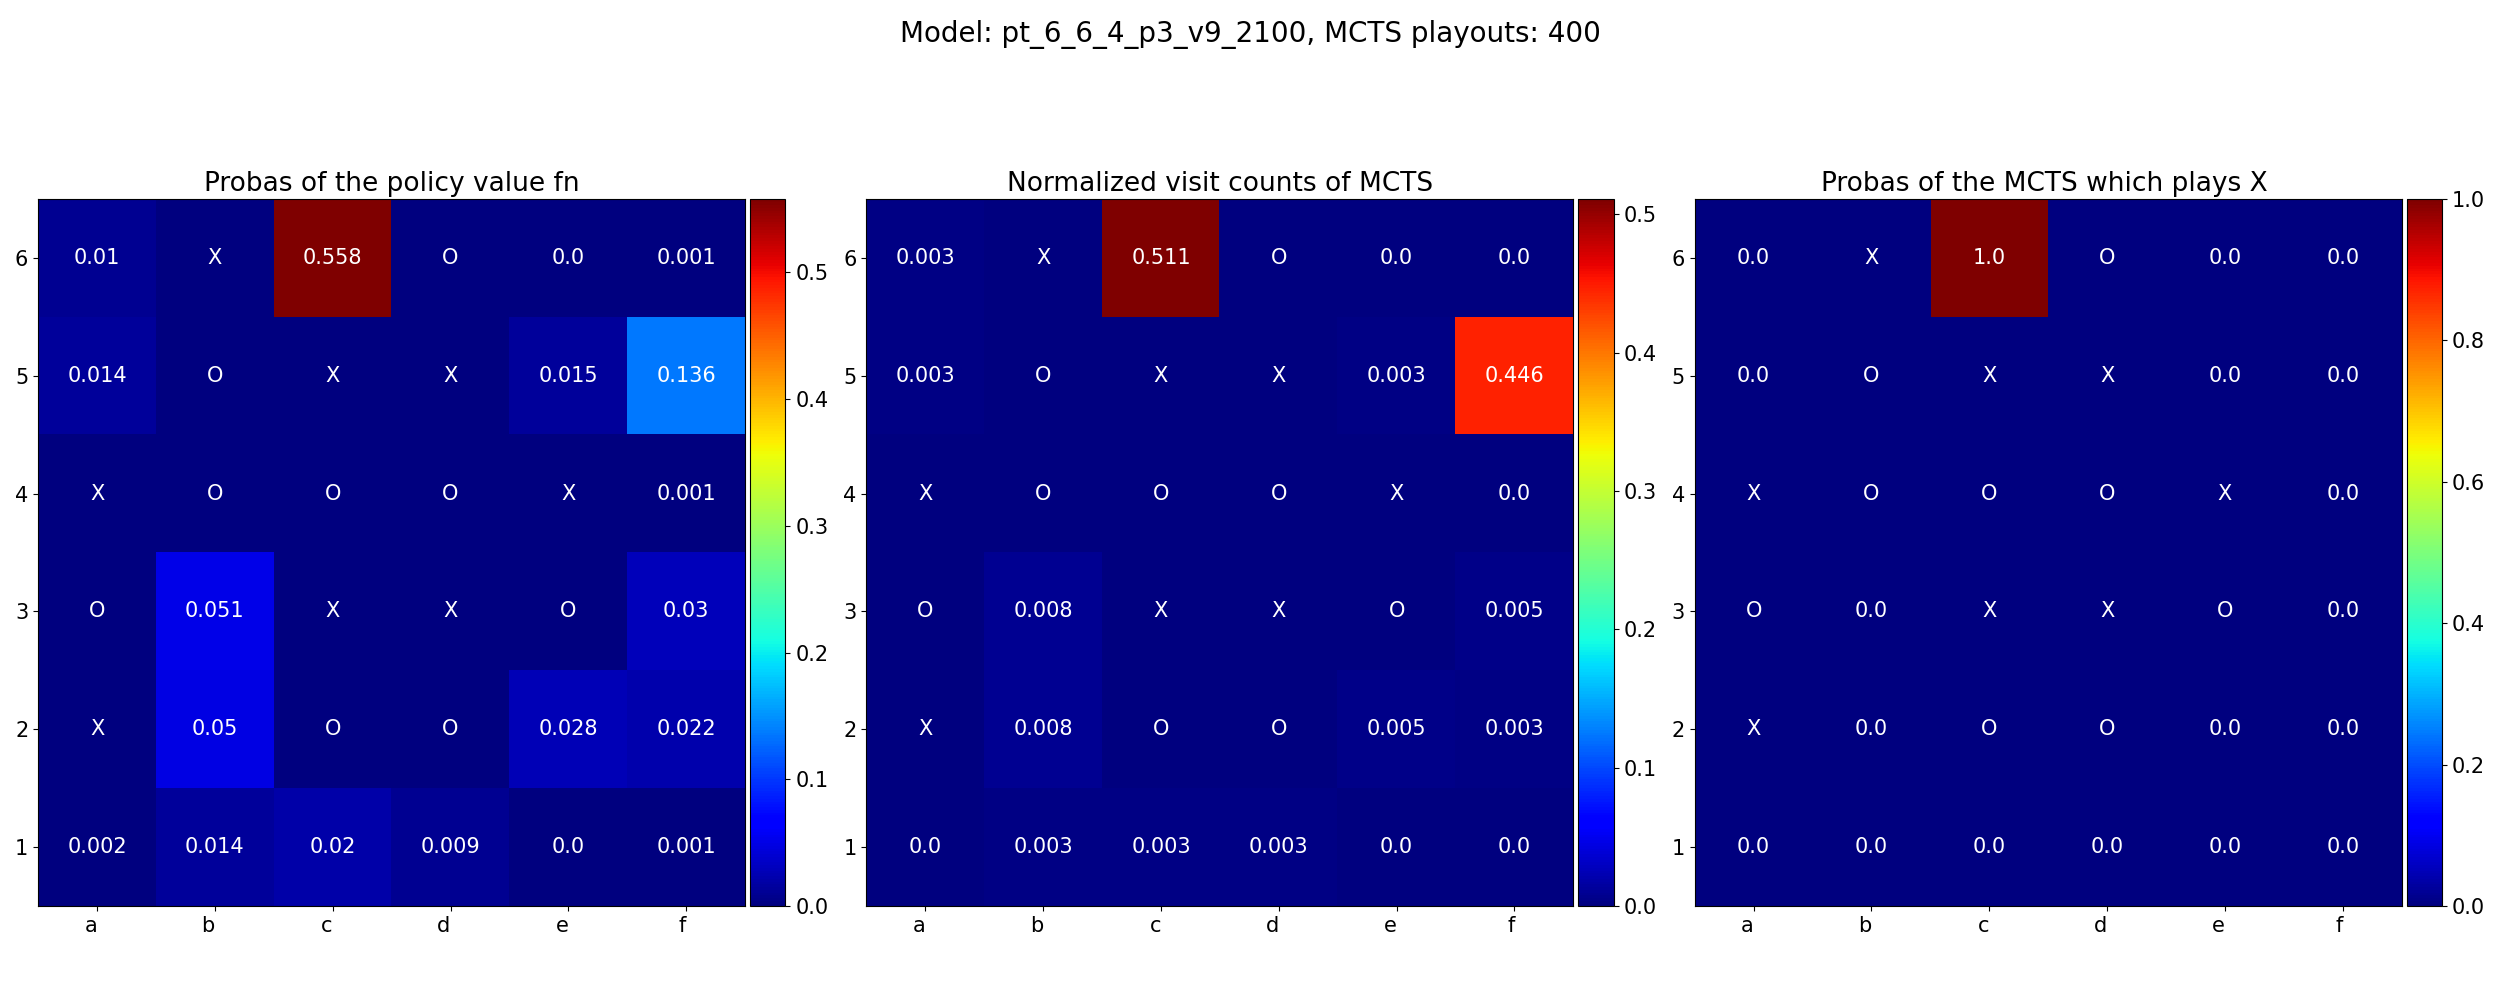 Model: pt_6_6_4_p3_v9_2100, MCTS playouts: 400
Probas of the policy value fn
6 0.01 X 0.558 O 0.0 0.001
5 0.014 O X X 0.015 0.136
4 X O O O X 0.001
3 O 0.051 X X O 0.03
2 X 0.05 O O 0.028 0.022
1 0.002 0.014 0.02 0.009 0.0 0.001
a b c d e f
0.5
0.4
0.3
0.2
0.1
0.0
Normalized visit counts of MCTS
6 0.003 X 0.511 O 0.0 0.0
5 0.003 O X X 0.003 0.446
4 X O O O X 0.0
3 O 0.008 X X O 0.005
2 X 0.008 O O 0.005 0.003
1 0.0 0.003 0.003 0.003 0.0 0.0
a b c d e f
0.5
0.4
0.3
0.2
0.1
0.0
Probas of the MCTS which plays X
6 0.0 X 1.0 O 0.0 0.0
5 0.0 O X X 0.0 0.0
4 X O O O X 0.0
3 O 0.0 X X O 0.0
2 X 0.0 O O 0.0 0.0
1 0.0 0.0 0.0 0.0 0.0 0.0
a b c d e f
1.0
0.8
0.6
0.4
0.2
0.0